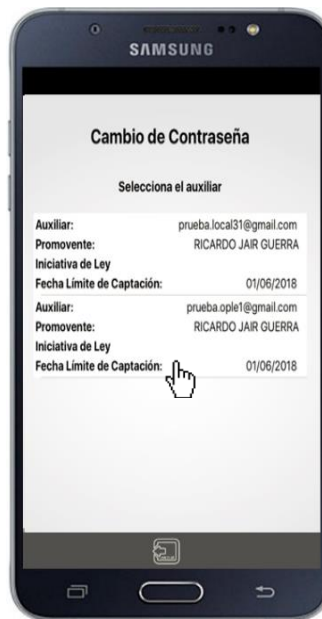 SAMSUNG
Cambio de Contraseña
Selecciona el auxiliar
Auxiliar: prueba.local31@gmail.com
Promovente: RICARDO JAIR GUERRA
Iniciativa de Ley
Fecha Límite de Captación: 01/06/2018
Auxiliar: prueba.ople1@gmail.com
Promovente: RICARDO JAIR GUERRA
Iniciativa de Ley
Fecha Límite de Captación: 01/06/2018